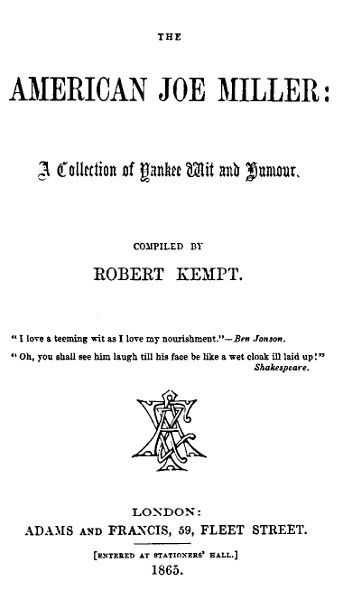 THE
AMERICAN JOE MILLER:
A Collection of Yankee Wit and Humour.
COMPILED BY
ROBERT KEMPT.
"I love a teeming wit as I love my nourishment."—Ben Jonson.
"Oh, you shall see him laugh till his face be like a wet cloak ill laid up!"
Shakespeare.
LONDON:
ADAMS AND FRANCIS, 59, FLEET STREET.
[ENTERED AT STATIONERS' HALL.]
1865.